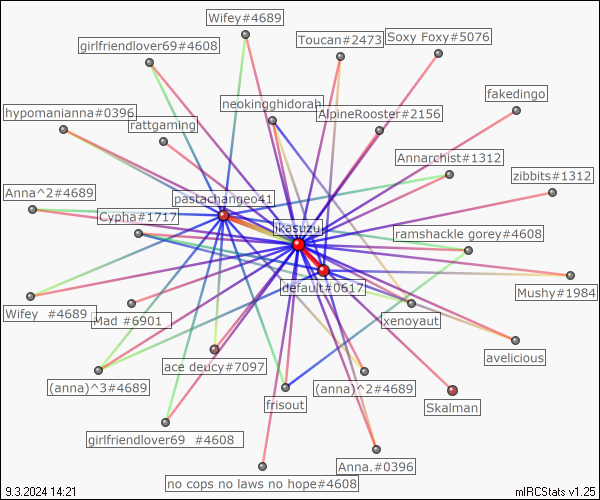 Wifey#4689
Toucan#2473
Soxy Foxy#5076
girlfriendlover69#4608
fakedingo
neokingghidorah
AlpineRooster#2156
hypomanianna#0396
rattgaming
Annarchist#1312
zibbits#1312
Anna^2#4689
pastachangeo41
Cypha#1717
ikasuzu
ramshackle gorey#4608
default#0617
Mushy#1984
Wifey  #4689
Mad #6901
xenoyaut
avelicious
ace deucy#7097
(anna)^3#4689
(anna)^2#4689
frisout
Skalman
girlfriendlover69  #4608
Anna.#0396
no cops no laws no hope#4608
9.3.2024 14:21
mIRCStats v1.25